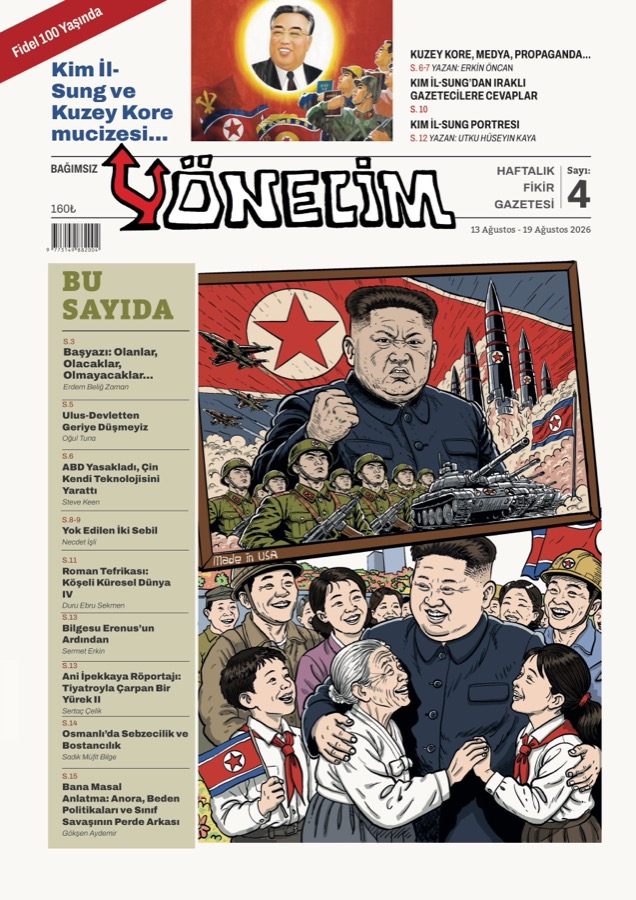 Fidel 100 Yaşında
Kim İl-
Sung ve
Kuzey Kore
mucizesi...
KUZEY KORE, MEDYA, PROPAGANDA...
S. 6-7 YAZAN: ERKİN ÖNCAN
KIM İL-SUNG'DAN IRAKLI
GAZETECİLERE CEVAPLAR
S. 10
KIM İL-SUNG PORTRESI
S. 12 YAZAN: UTKU HÜSEYIN KAYA
BAĞIMSIZ
YÖNELİM
160₺
HAFTALIK
FİKİR
GAZETESİ
Sayı:
4
13 Ağustos - 19 Ağustos 2026
BU
SAYIDA
S.3
Başyazı: Olanlar,
Olacaklar,
Olmayacaklar...
Erdem Beliğ Zaman
S.5
Ulus-Devletten
Geriye Düşmeyiz
Oğul Tuna
S.6
ABD Yasakladı, Çin
Kendi Teknolojisini
Yarattı
Steve Keen
S.8-9
Yok Edilen İki Sebil
Necdet İşli
S.11
Roman Tefrikası:
Köşeli Küresel Dünya
IV
Duru Ebru Sekmen
S.13
Bilgesu Erenus'un
Ardından
Sermet Erkin
S.13
Ani İpekkaya Röportajı:
Tiyatroyla Çarpan Bir
Yürek II
Sertaç Çelik
S.14
Osmanlı'da Sebzecilik ve
Bostancılık
Sadık Müfit Bilge
S.15
Bana Masal
Anlatma: Anora, Beden
Politikaları ve Sınıf
Savaşının Perde Arkası
Gökşen Aydemir
Made in USA